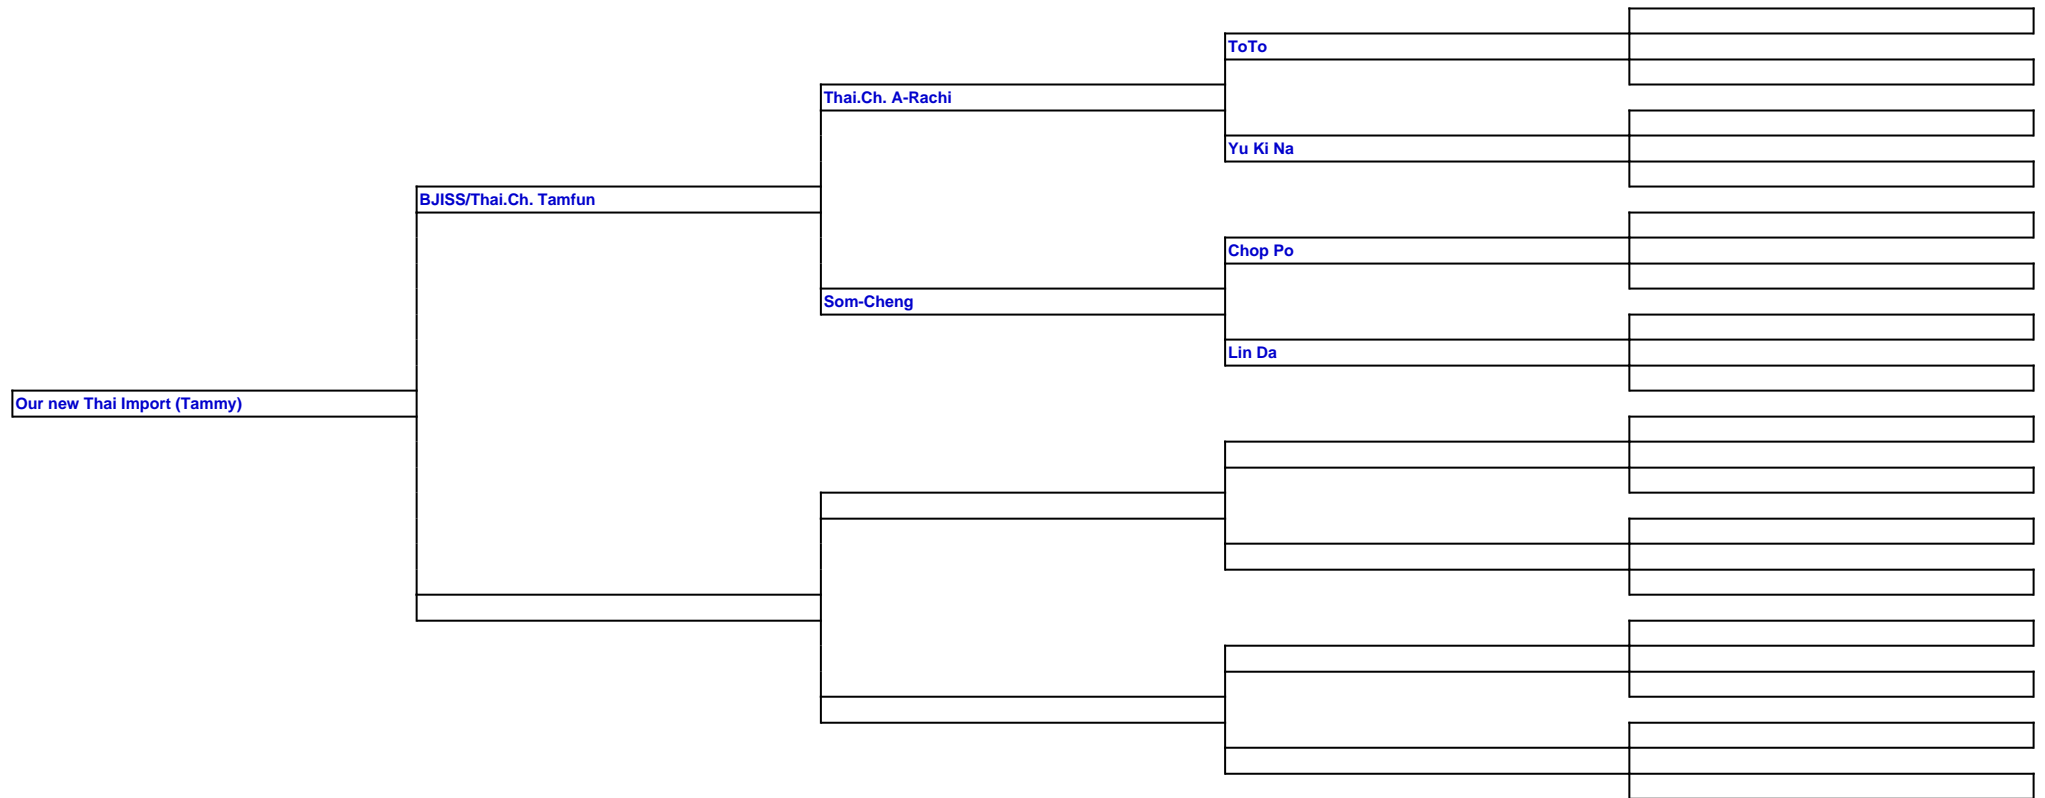 ToTo
Thai.Ch. A-Rachi
Yu Ki Na
BJISS/Thai.Ch. Tamfun
Chop Po
Som-Cheng
Lin Da
Our new Thai Import (Tammy)